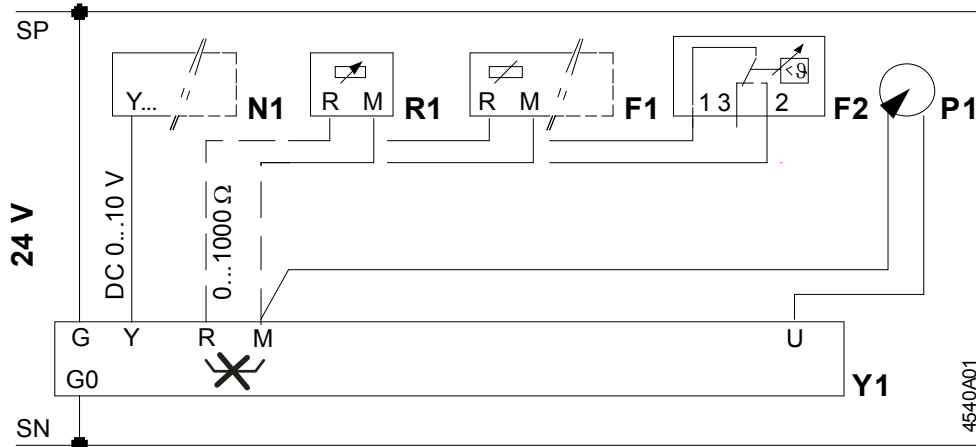 SP
Y...
N1
R M
R1
R M
F1
<ϑ
1 3 2
F2
P1
24 V
DC 0...10 V
0...1000 Ω
G Y R M U
G0
Y1
SN
4540A01